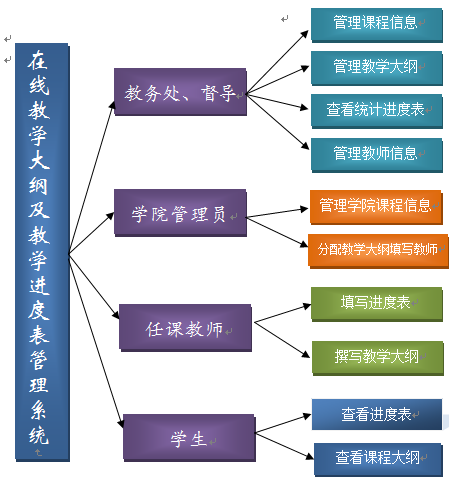 在线教学大纲及教学进度表管理系统
教务处、督导
管理课程信息
管理教学大纲
查看统计进度表
管理教师信息
学院管理员
管理学院课程信息
分配教学大纲填写教师
任课教师
填写进度表
撰写教学大纲
学生
查看进度表
查看课程大纲